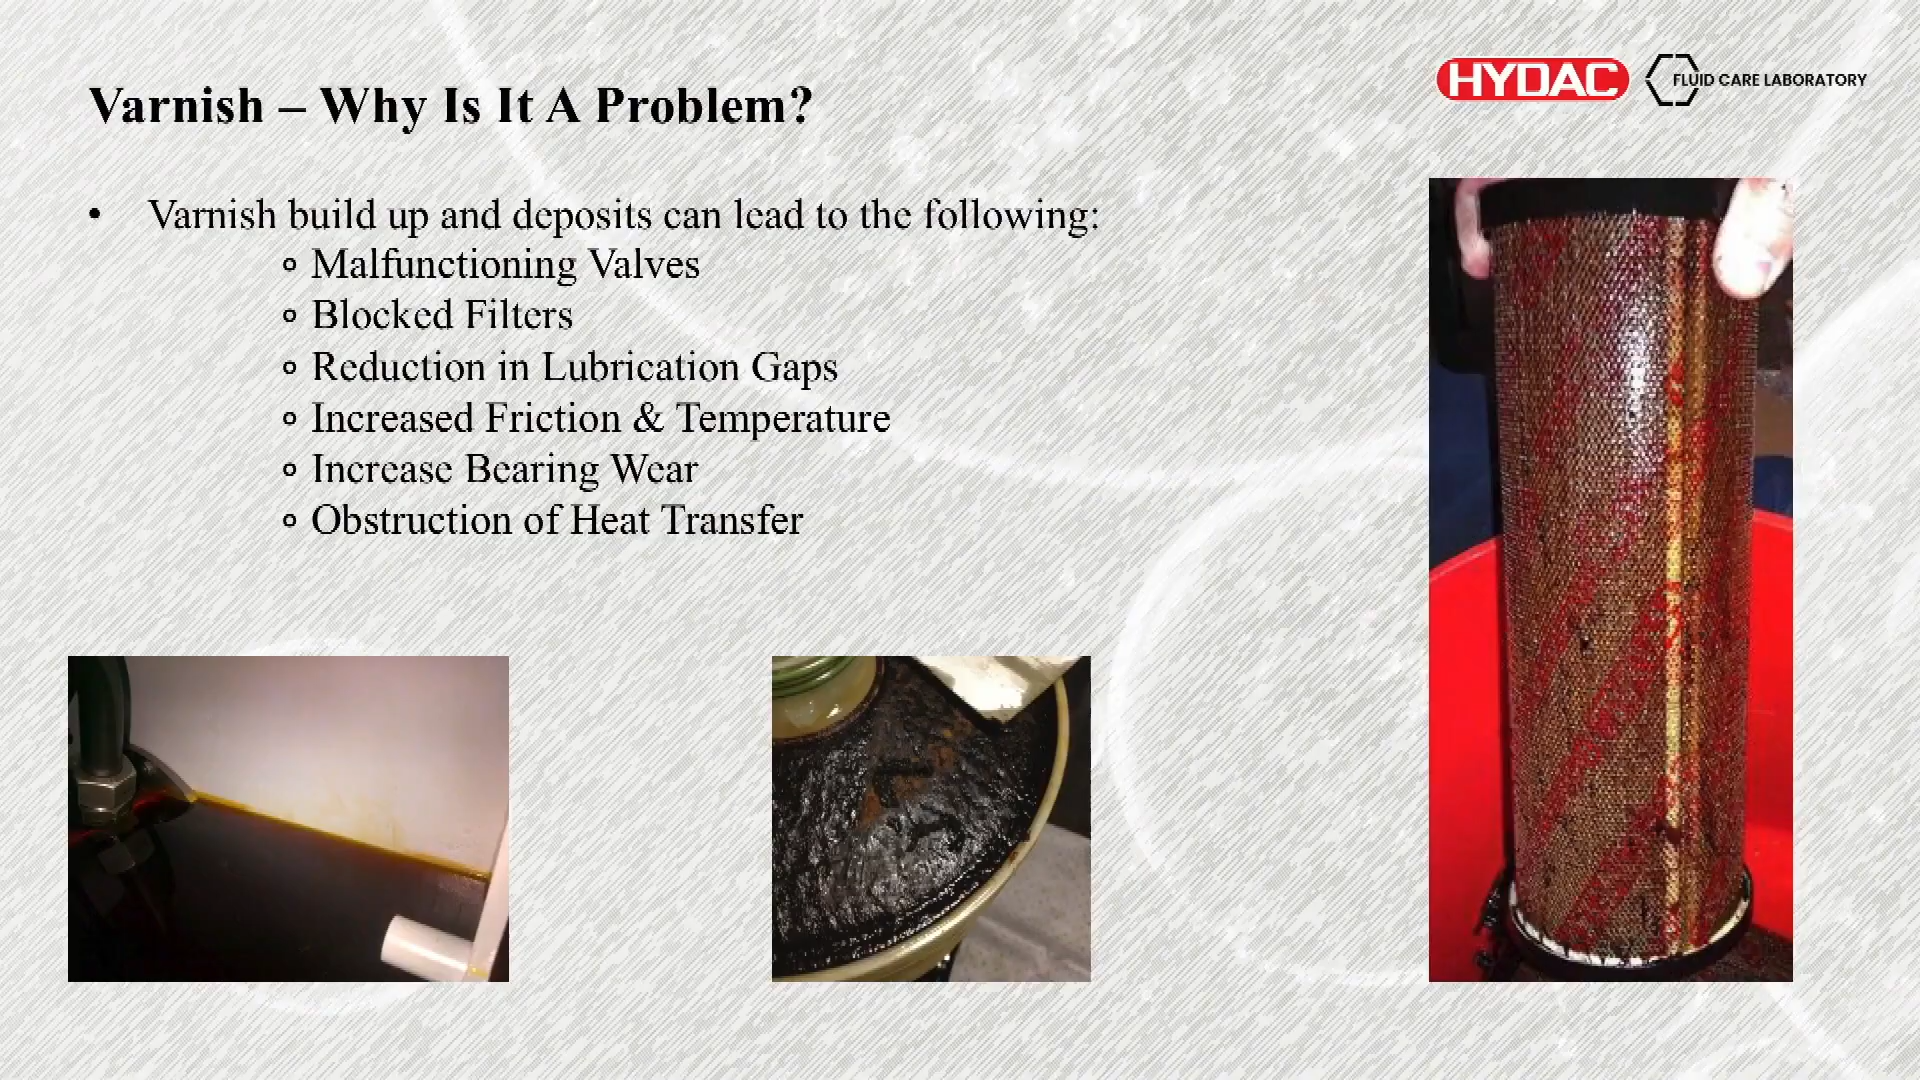 Varnish – Why Is It A Problem?
HYDAC
FLUID CARE LABORATORY
• Varnish build up and deposits can lead to the following:
Malfunctioning Valves
Blocked Filters
Reduction in Lubrication Gaps
Increased Friction & Temperature
Increase Bearing Wear
Obstruction of Heat Transfer